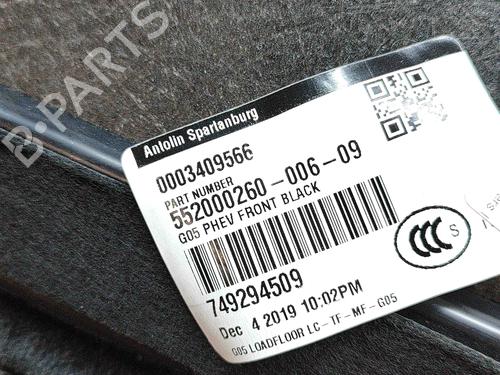 B-PARTS
Antolin Spartanburg
0003409566
PART NUMBER
552000260-006-09
G05 PHEV FRONT BLACK
CCC S
749294509
Dec 4 2019 10:02PM
G05 LOADFLOOR LC-TF-MF-G05